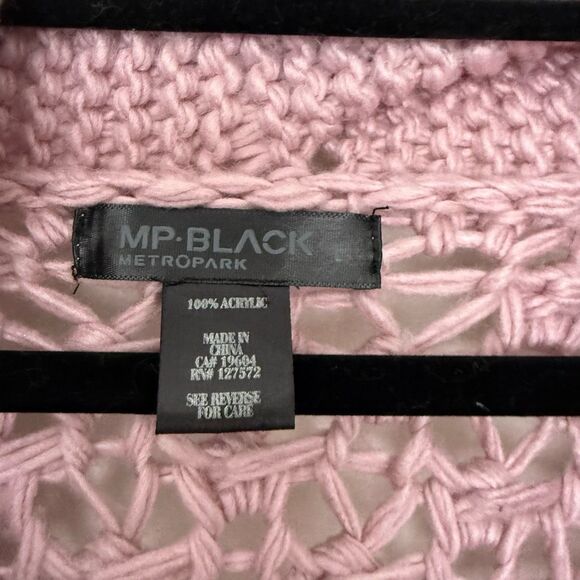 MP·BLACK
METROPARK
100% ACRYLIC
MADE IN
CHINA
CA# 19604
RN# 127572
SEE REVERSE
FOR CARE